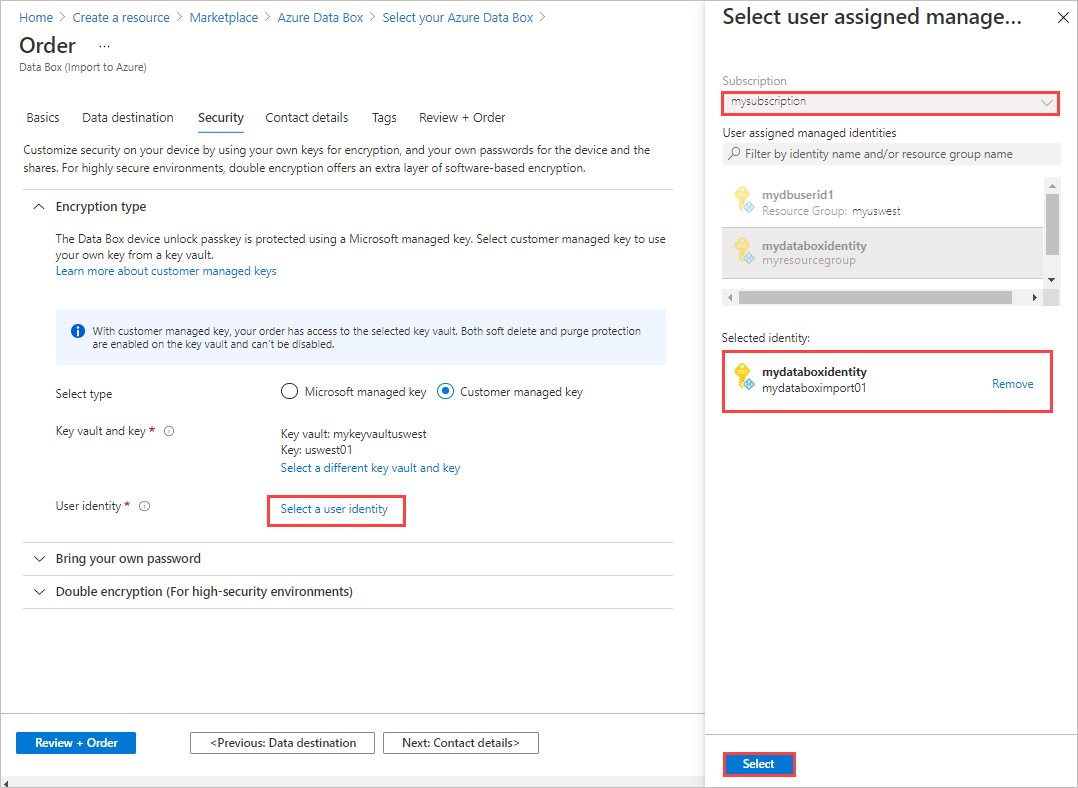 Home > Create a resource > Marketplace > Azure Data Box > Select your Azure Data Box >
Order ...
Data Box (Import to Azure)
Basics Data destination Security Contact details Tags Review + Order
Customize security on your device by using your own keys for encryption, and your own passwords for the device and the
shares. For highly secure environments, double encryption offers an extra layer of software-based encryption.
Encryption type
The Data Box device unlock passkey is protected using a Microsoft managed key. Select customer managed key to use
your own key from a key vault.
Learn more about customer managed keys
With customer managed key, your order has access to the selected key vault. Both soft delete and purge protection
are enabled on the key vault and can't be disabled.
Select type Microsoft managed key Customer managed key
Key vault and key *
Key vault: mykeyvaultuswest
Key: uswest01
Select a different key vault and key
User identity * Select a user identity
Bring your own password
Double encryption (For high-security environments)
Review + Order <Previous: Data destination Next: Contact details>
Select user assigned manage...
Subscription
mysubscription
User assigned managed identities
Filter by identity name and/or resource group name
mydbuserid1
Resource Group: myuswest
mydataboxidentity
myresourcegroup
Selected identity:
mydataboxidentity
mydataboximport01
Remove
Select